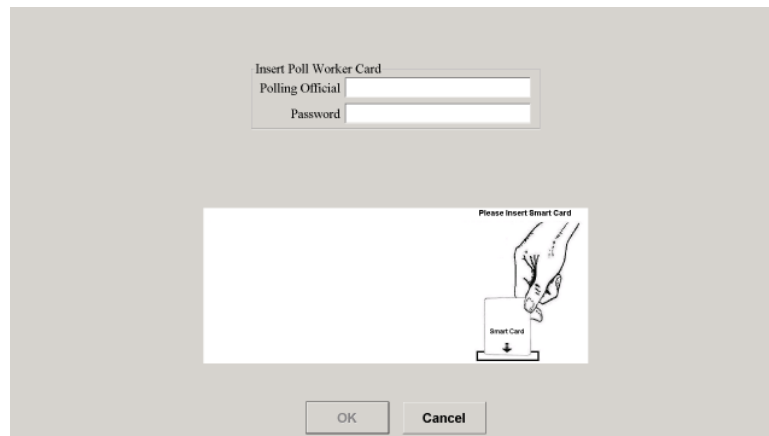 Insert Poll Worker Card
Polling Official
Password
Please Insert Smart Card
Smart Card
OK
Cancel